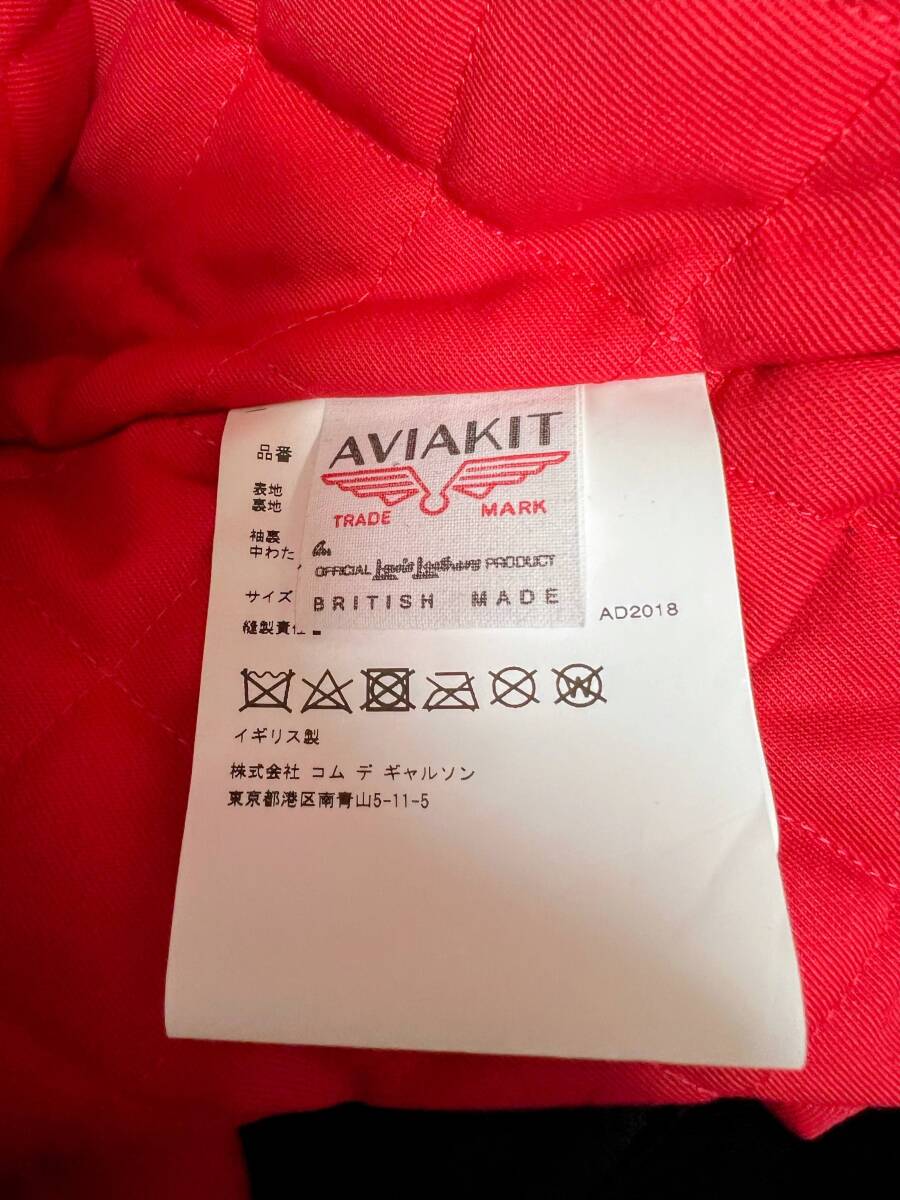 AVIAKIT
TRADE MARK
An
OFFICIAL Lewis Leathers PRODUCT
BRITISH MADE
品番
表地
裏地
袖裏
中わた
サイズ
縫製責任
AD2018
W
イギリス製
株式会社 コム デ ギャルソン
東京都港区南青山5-11-5